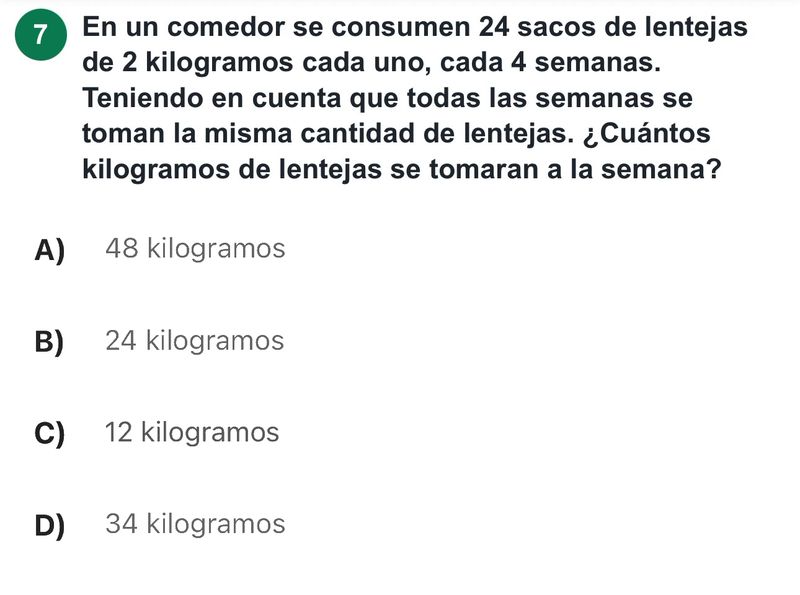 7
En un comedor se consumen 24 sacos de lentejas
de 2 kilogramos cada uno, cada 4 semanas.
Teniendo en cuenta que todas las semanas se
toman la misma cantidad de lentejas. ¿Cuántos
kilogramos de lentejas se tomaran a la semana?
A) 48 kilogramos
B) 24 kilogramos
C) 12 kilogramos
D) 34 kilogramos